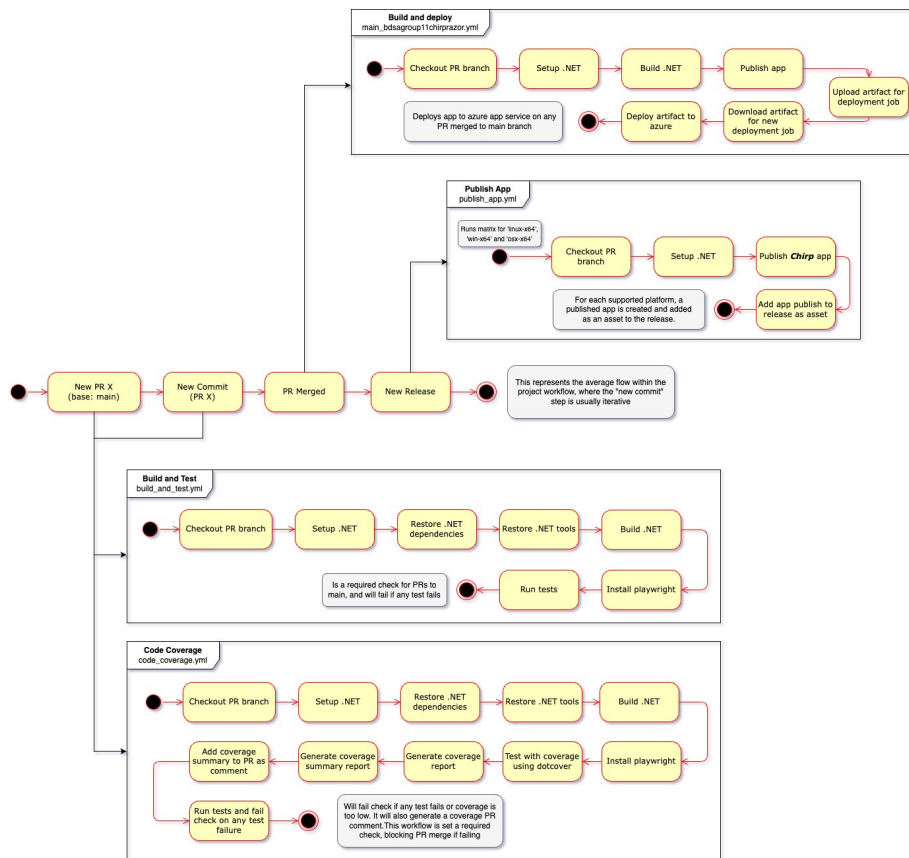 Build and deploy
main_bdsagroup11chirprazor.yml
Checkout PR branch
Setup .NET
Build .NET
Publish app
Upload artifact for
deployment job
Download artifact
for new
deployment job
Deploy artifact to
azure
Deploys app to azure app service on any
PR merged to main branch
Publish App
publish_app.yml
Runs matrix for 'linux-x64',
'win-x64' and 'osx-x64'
Checkout PR
branch
Setup .NET
Publish Chirp app
Add app publish to
release as asset
For each supported platform, a
published app is created and added
as an asset to the release.
New PR X
(base: main)
New Commit
(PR X)
PR Merged
New Release
This represents the average flow within the
project workflow, where the "new commit"
step is usually iterative
Build and Test
build_and_test.yml
Checkout PR branch
Setup .NET
Restore .NET
dependencies
Restore .NET tools
Build .NET
Install playwright
Run tests
Is a required check for PRs to
main, and will fail if any test fails
Code Coverage
code_coverage.yml
Checkout PR branch
Setup .NET
Restore .NET
dependencies
Restore .NET tools
Build .NET
Install playwright
Test with coverage
using dotcover
Generate coverage
report
Generate coverage
summary report
Add coverage
summary to PR as
comment
Run tests and fail
check on any test
failure
Will fail check if any test fails or coverage is
too low. It will also generate a coverage PR
comment.This workflow is set a required
check, blocking PR merge if failing